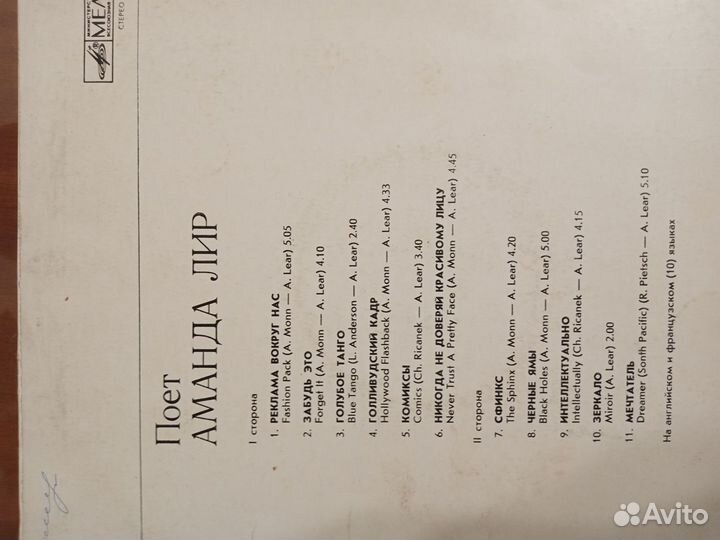 МЕЛ
СТЕРЕО
Поет
АМАНДА ЛИР
I сторона
1. РЕКЛАМА ВОКРУГ НАС
Fashion Pack (A. Monn — A. Lear) 5.05
2. ЗАБУДЬ ЭТО
Forget It (A. Monn — A. Lear) 4.10
3. ГОЛУБОЕ ТАНГО
Blue Tango (L. Anderson — A. Lear) 2.40
4. ГОЛЛИВУДСКИЙ КАДР
Hollywood Flashback (A. Monn — A. Lear) 4.33
5. КОМИКСЫ
Comics (Ch. Ricanek — A. Lear) 3.40
6. НИКОГДА НЕ ДОВЕРЯЙ КРАСИВОМУ ЛИЦУ
Never Trust A Pretty Face (A. Monn — A. Lear) 4.45
II сторона
7. СФИНКС
The Sphinx (A. Monn — A. Lear) 4.20
8. ЧЕРНЫЕ ЯМЫ
Black Holes (A. Monn — A. Lear) 5.00
9. ИНТЕЛЛЕКТУАЛЬНО
Intellectually (Ch. Ricanek — A. Lear) 4.15
10. ЗЕРКАЛО
Miroir (A. Lear) 2.00
11. МЕЧТАТЕЛЬ
Dreamer (Sonth Pacific) (R. Pietsch — A. Lear) 5.10
На английском и французском (10) языках
Avito